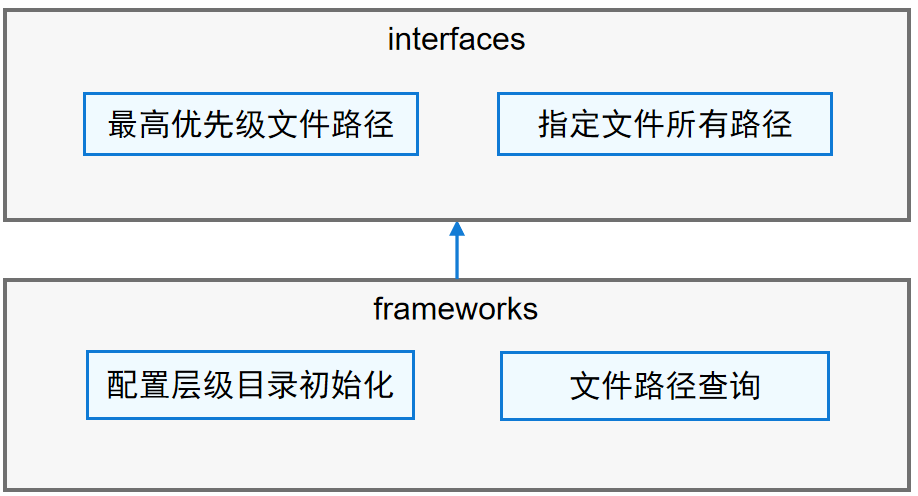 interfaces
最高优先级文件路径
指定文件所有路径
frameworks
配置层级目录初始化
文件路径查询